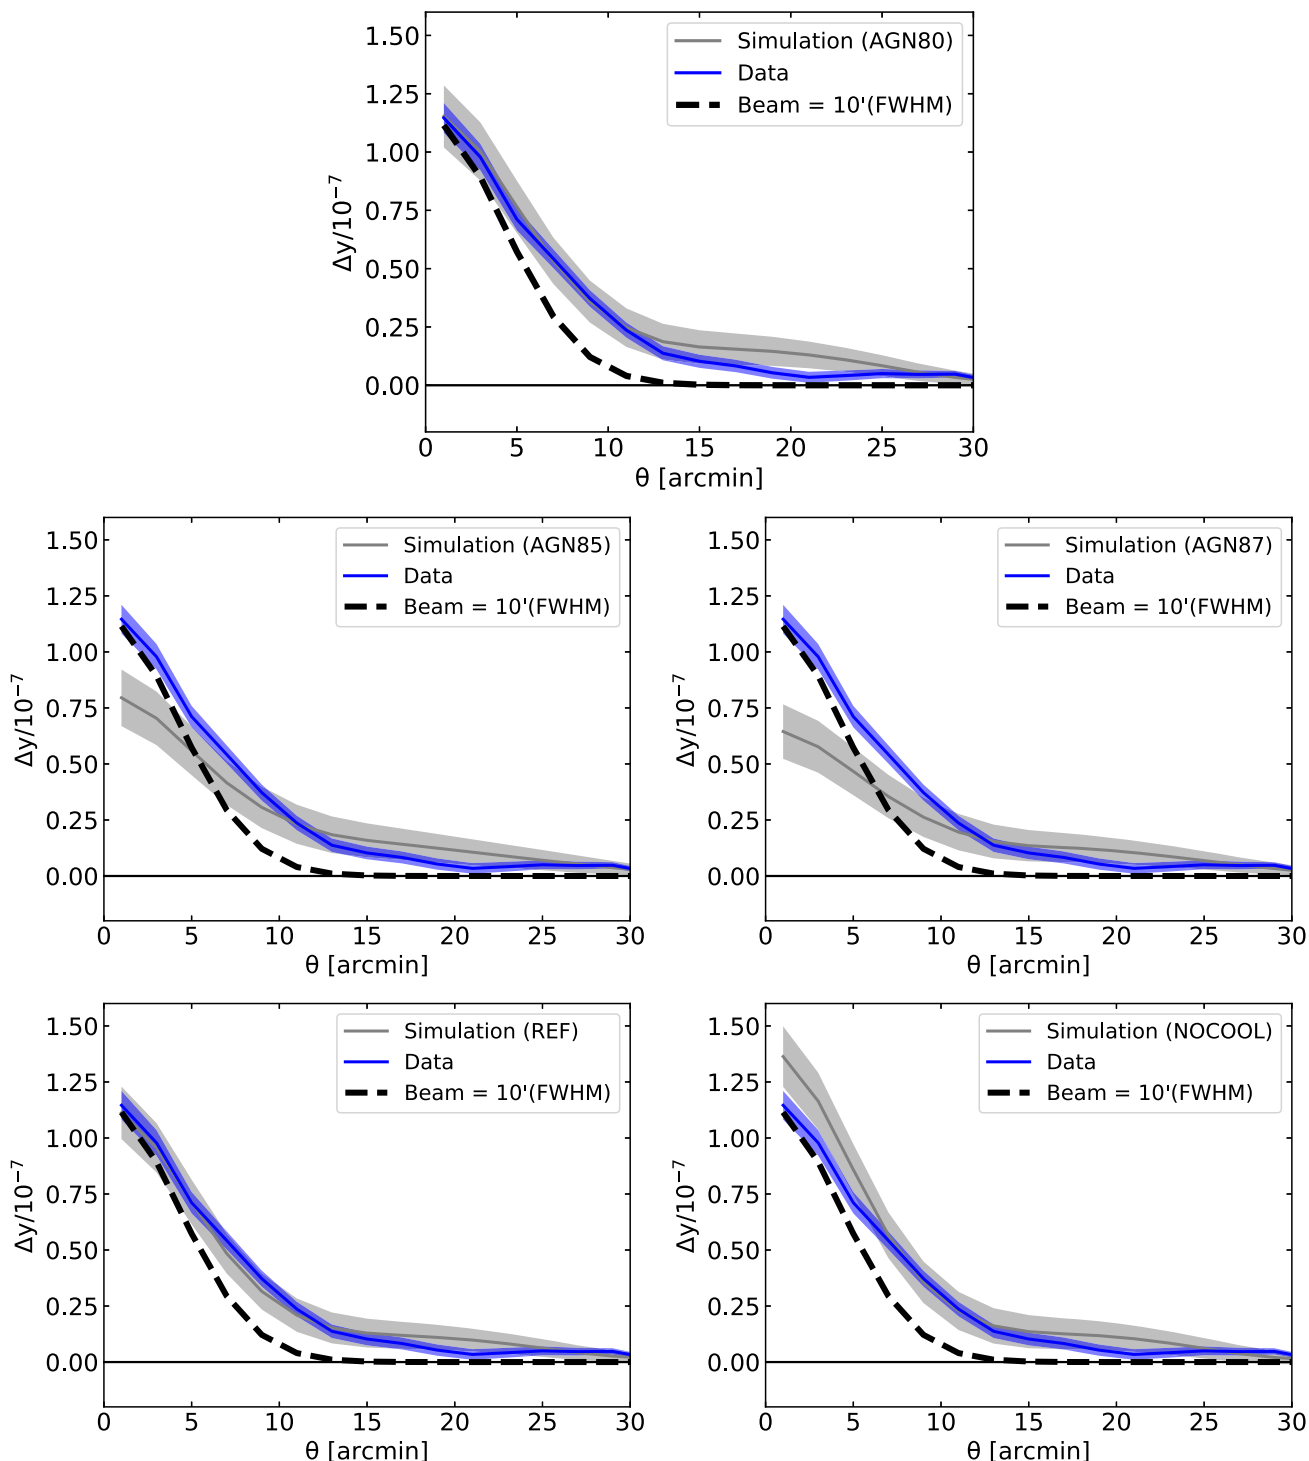 1.50
1.25
1.00
0.75
0.50
0.25
0.00
Δy/10⁻⁷
Simulation (AGN80)
Data
Beam = 10'(FWHM)
0 5 10 15 20 25 30
θ [arcmin]
1.50
1.25
1.00
0.75
0.50
0.25
0.00
Δy/10⁻⁷
Simulation (AGN85)
Data
Beam = 10'(FWHM)
0 5 10 15 20 25 30
θ [arcmin]
1.50
1.25
1.00
0.75
0.50
0.25
0.00
Δy/10⁻⁷
Simulation (AGN87)
Data
Beam = 10'(FWHM)
0 5 10 15 20 25 30
θ [arcmin]
1.50
1.25
1.00
0.75
0.50
0.25
0.00
Δy/10⁻⁷
Simulation (REF)
Data
Beam = 10'(FWHM)
0 5 10 15 20 25 30
θ [arcmin]
1.50
1.25
1.00
0.75
0.50
0.25
0.00
Δy/10⁻⁷
Simulation (NOCOOL)
Data
Beam = 10'(FWHM)
0 5 10 15 20 25 30
θ [arcmin]